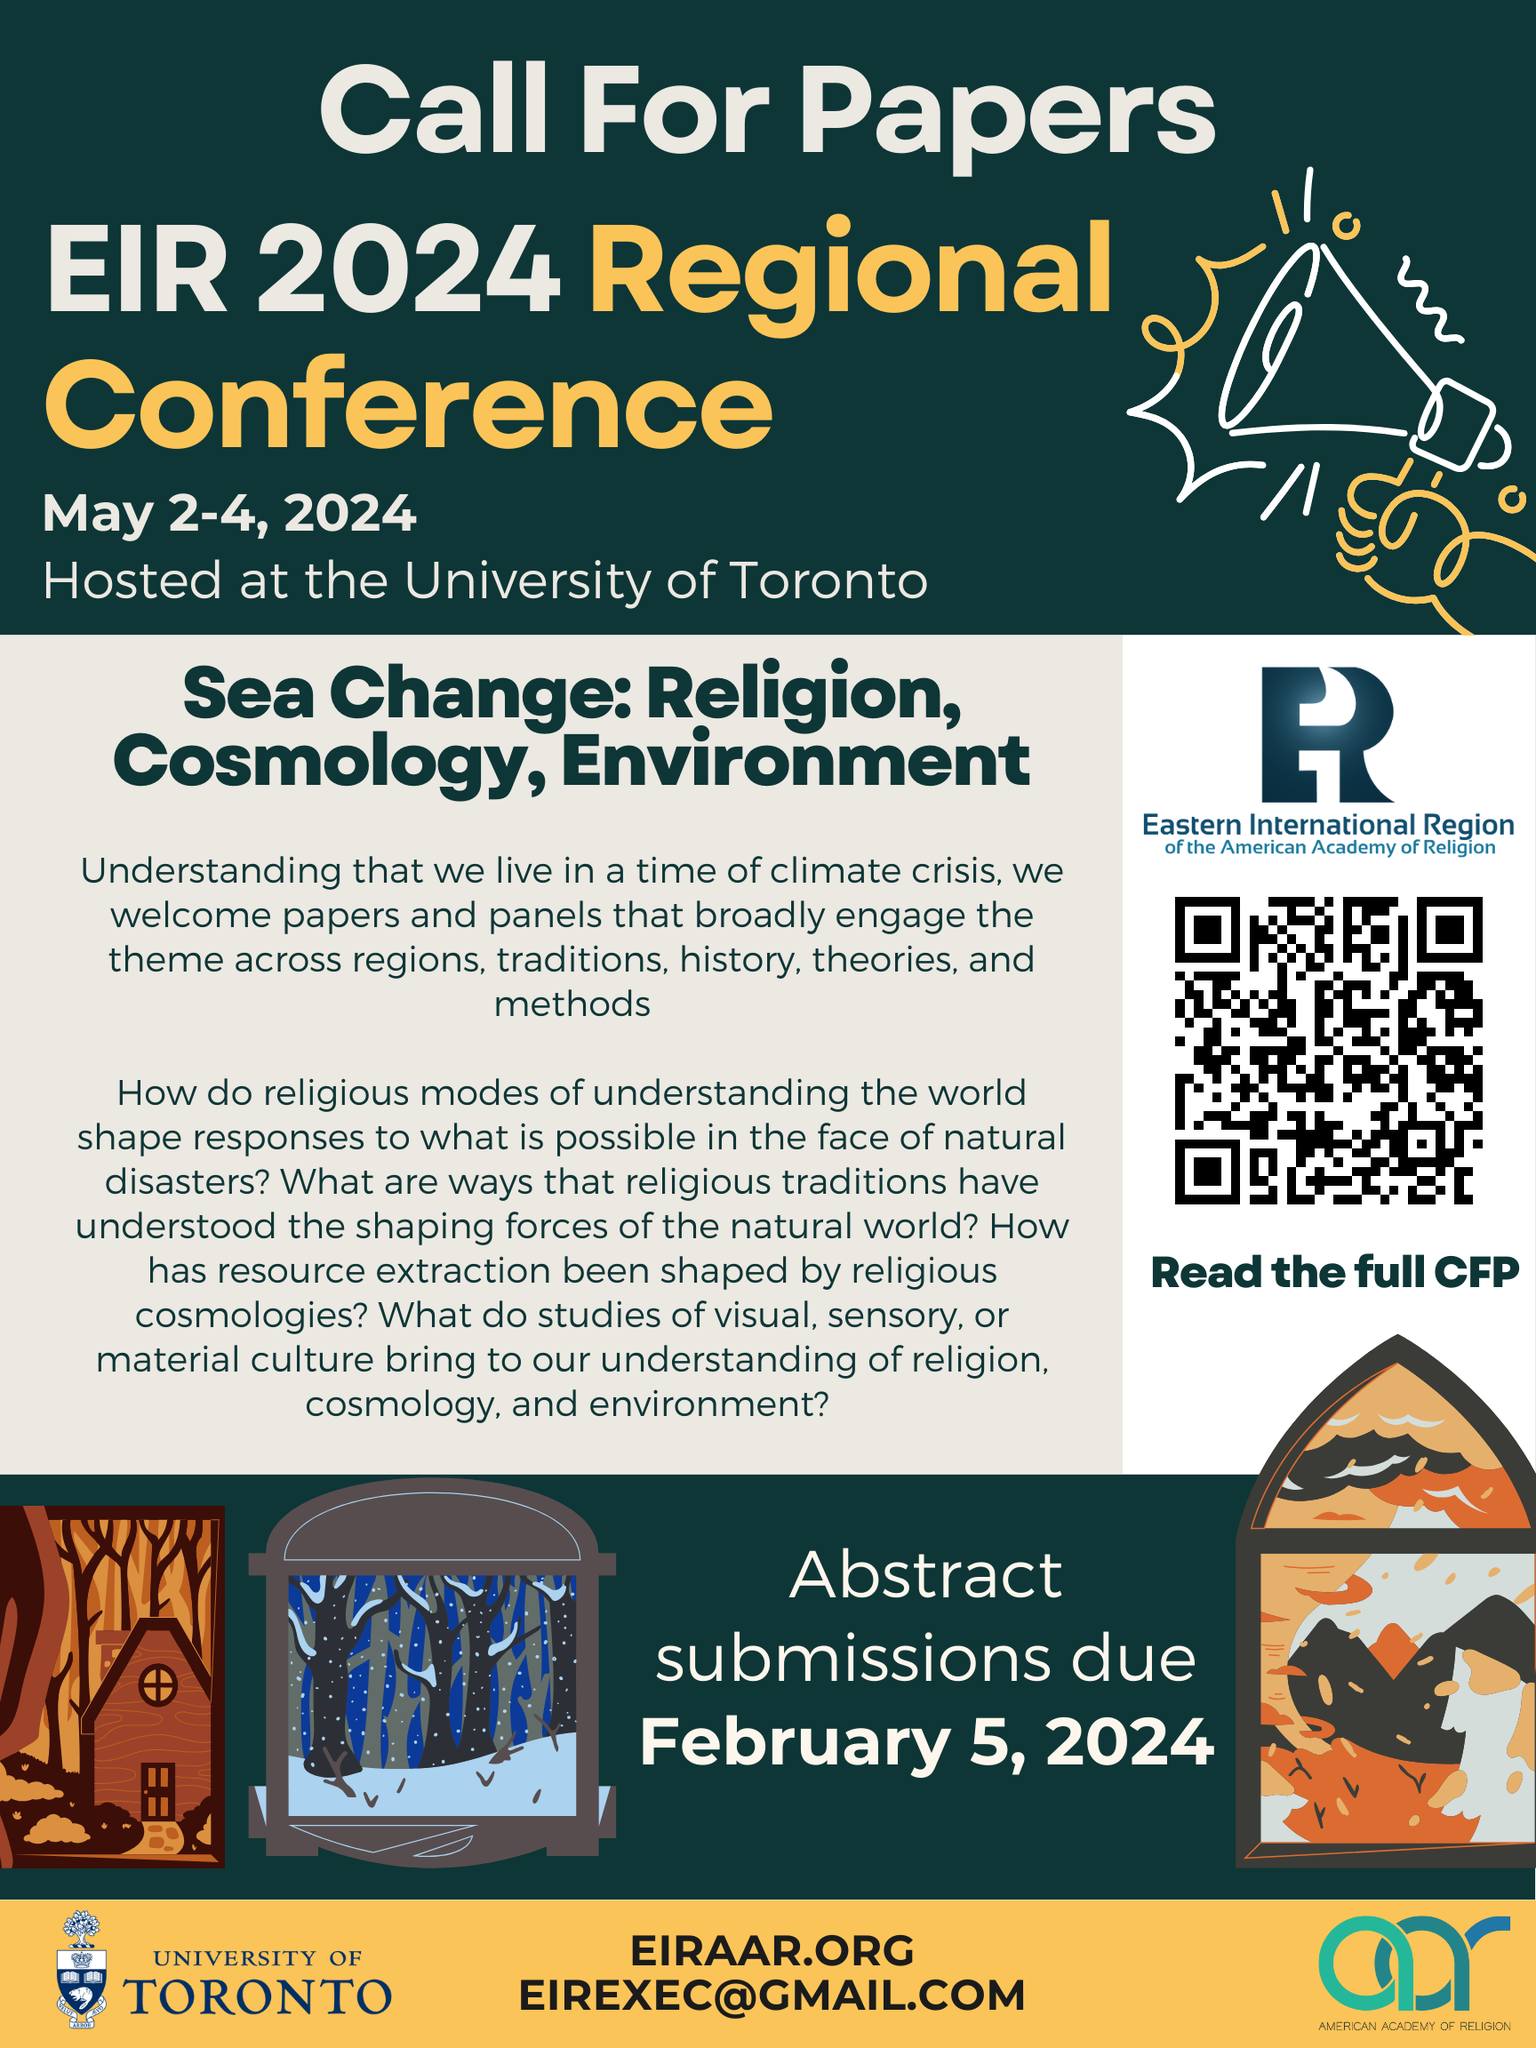 Call For Papers
EIR 2024 Regional
Conference
May 2-4, 2024
Hosted at the University of Toronto
Sea Change: Religion,
Cosmology, Environment
Understanding that we live in a time of climate crisis, we
welcome papers and panels that broadly engage the
theme across regions, traditions, history, theories, and
methods
How do religious modes of understanding the world
shape responses to what is possible in the face of natural
disasters? What are ways that religious traditions have
understood the shaping forces of the natural world? How
has resource extraction been shaped by religious
cosmologies? What do studies of visual, sensory, or
material culture bring to our understanding of religion,
cosmology, and environment?
EIR
Eastern International Region
of the American Academy of Religion
Read the full CFP
Abstract
submissions due
February 5, 2024
UNIVERSITY OF
TORONTO
EIRAAR.ORG
EIREXEC@GMAIL.COM
aar
AMERICAN ACADEMY OF RELIGION